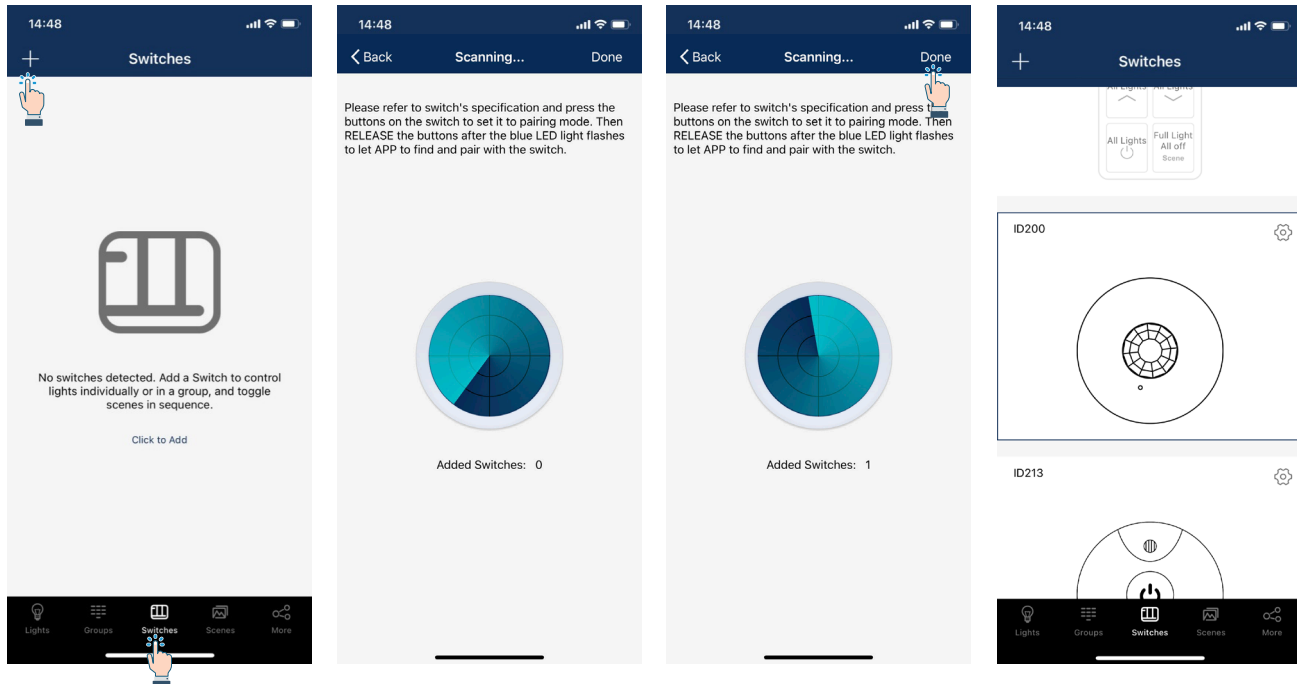 14:48
Switches
No switches detected. Add a Switch to control
lights individually or in a group, and toggle
scenes in sequence.
Click to Add
Lights
Groups
Switches
Scenes
More
14:48
Back
Scanning...
Done
Please refer to switch's specification and press the
buttons on the switch to set it to pairing mode. Then
RELEASE the buttons after the blue LED light flashes
to let APP to find and pair with the switch.
Added Switches: 0
14:48
Back
Scanning...
Done
Please refer to switch's specification and press
buttons on the switch to set it to pairing mode. Then
RELEASE the buttons after the blue LED light flashes
to let APP to find and pair with the switch.
Added Switches: 1
14:48
Switches
All Lights
All Lights
All Lights
Full Light
All off
Scene
ID200
ID213
Lights
Groups
Switches
Scenes
More